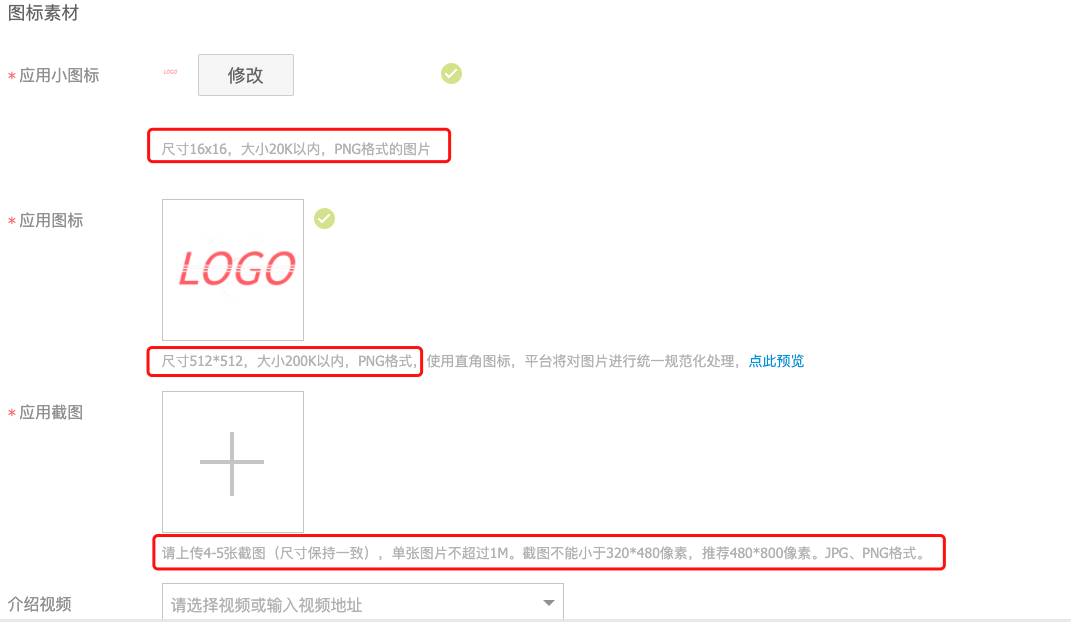 图标素材
* 应用小图标 LOGO 修改
尺寸16x16，大小20K以内，PNG格式的图片
* 应用图标
LOGO
尺寸512*512，大小200K以内，PNG格式，使用直角图标，平台将对图片进行统一规范化处理，点此预览
* 应用截图
请上传4-5张截图（尺寸保持一致），单张图片不超过1M。截图不能小于320*480像素，推荐480*800像素。JPG、PNG格式。
介绍视频 请选择视频或输入视频地址